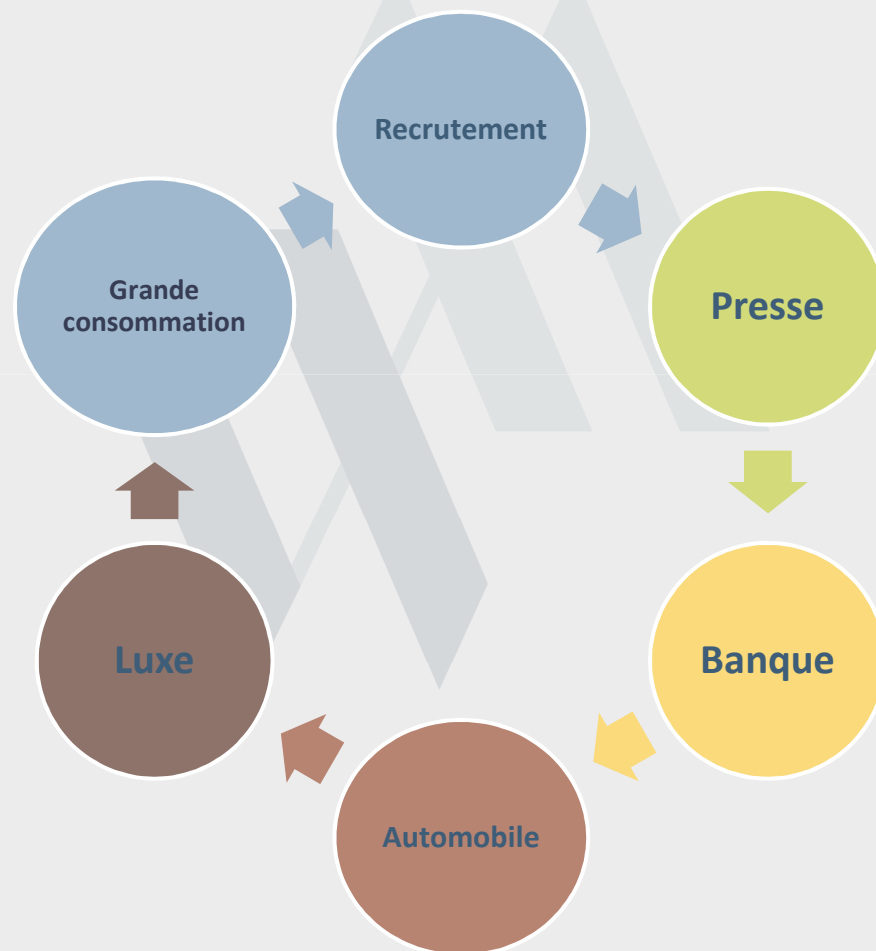 Recrutement
Presse
Banque
Automobile
Luxe
Grande
consommation